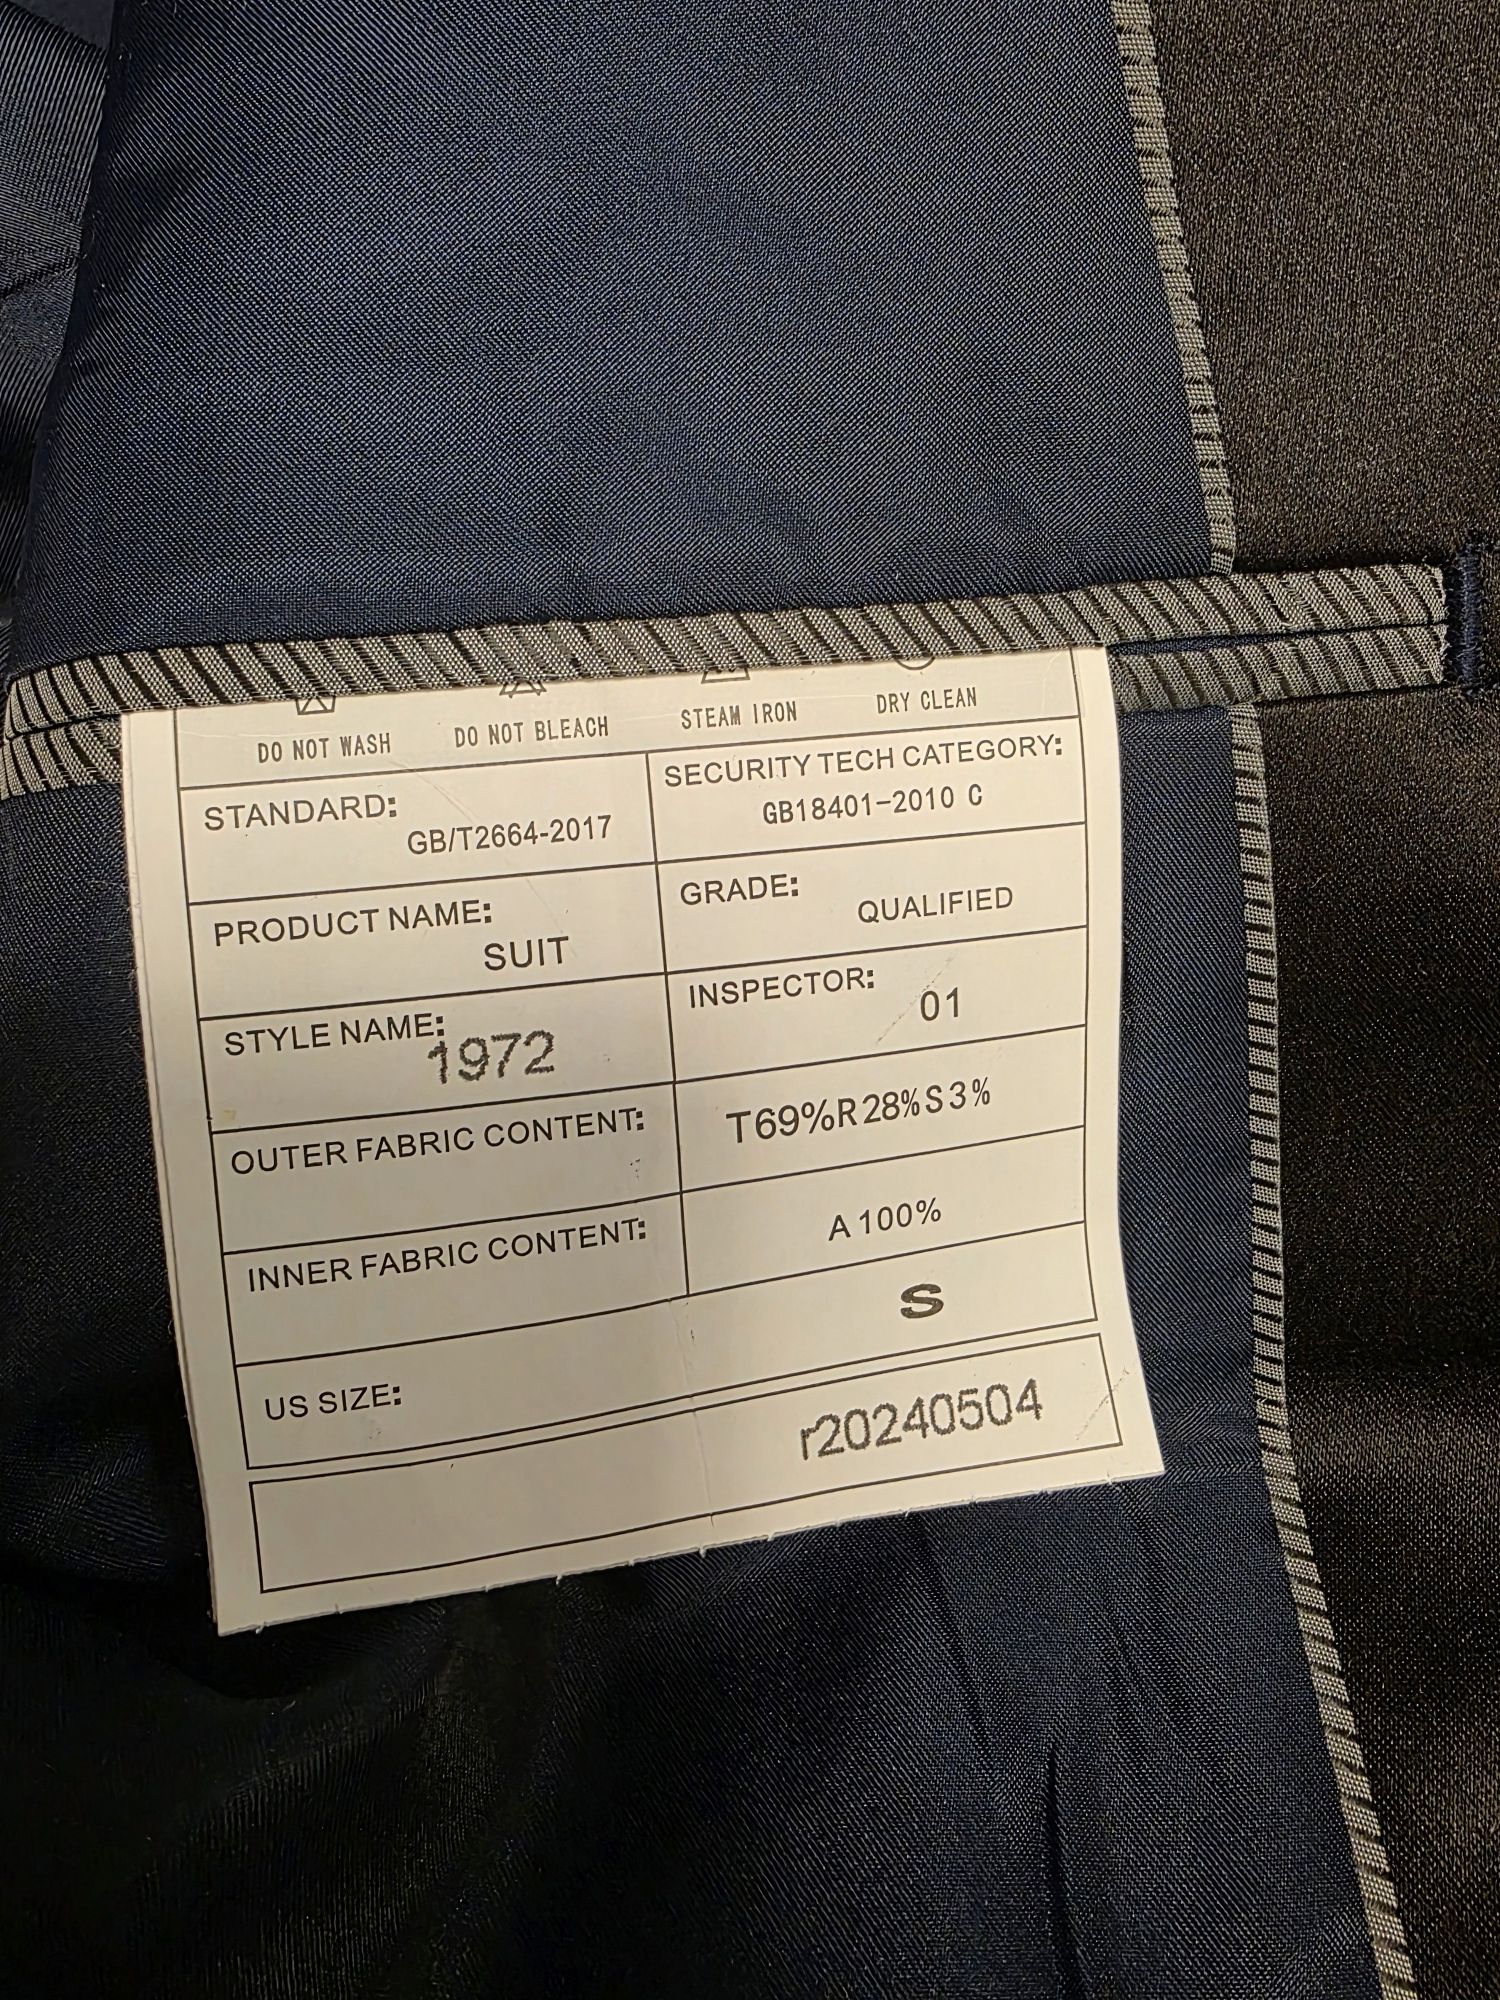 DO NOT WASH DO NOT BLEACH STEAM IRON DRY CLEAN
STANDARD:
GB/T2664-2017
SECURITY TECH CATEGORY:
GB18401-2010 C
PRODUCT NAME:
SUIT
GRADE:
QUALIFIED
STYLE NAME:
1972
INSPECTOR:
01
OUTER FABRIC CONTENT:
T69%R28%S3%
INNER FABRIC CONTENT:
A100%
US SIZE:
S
r20240504